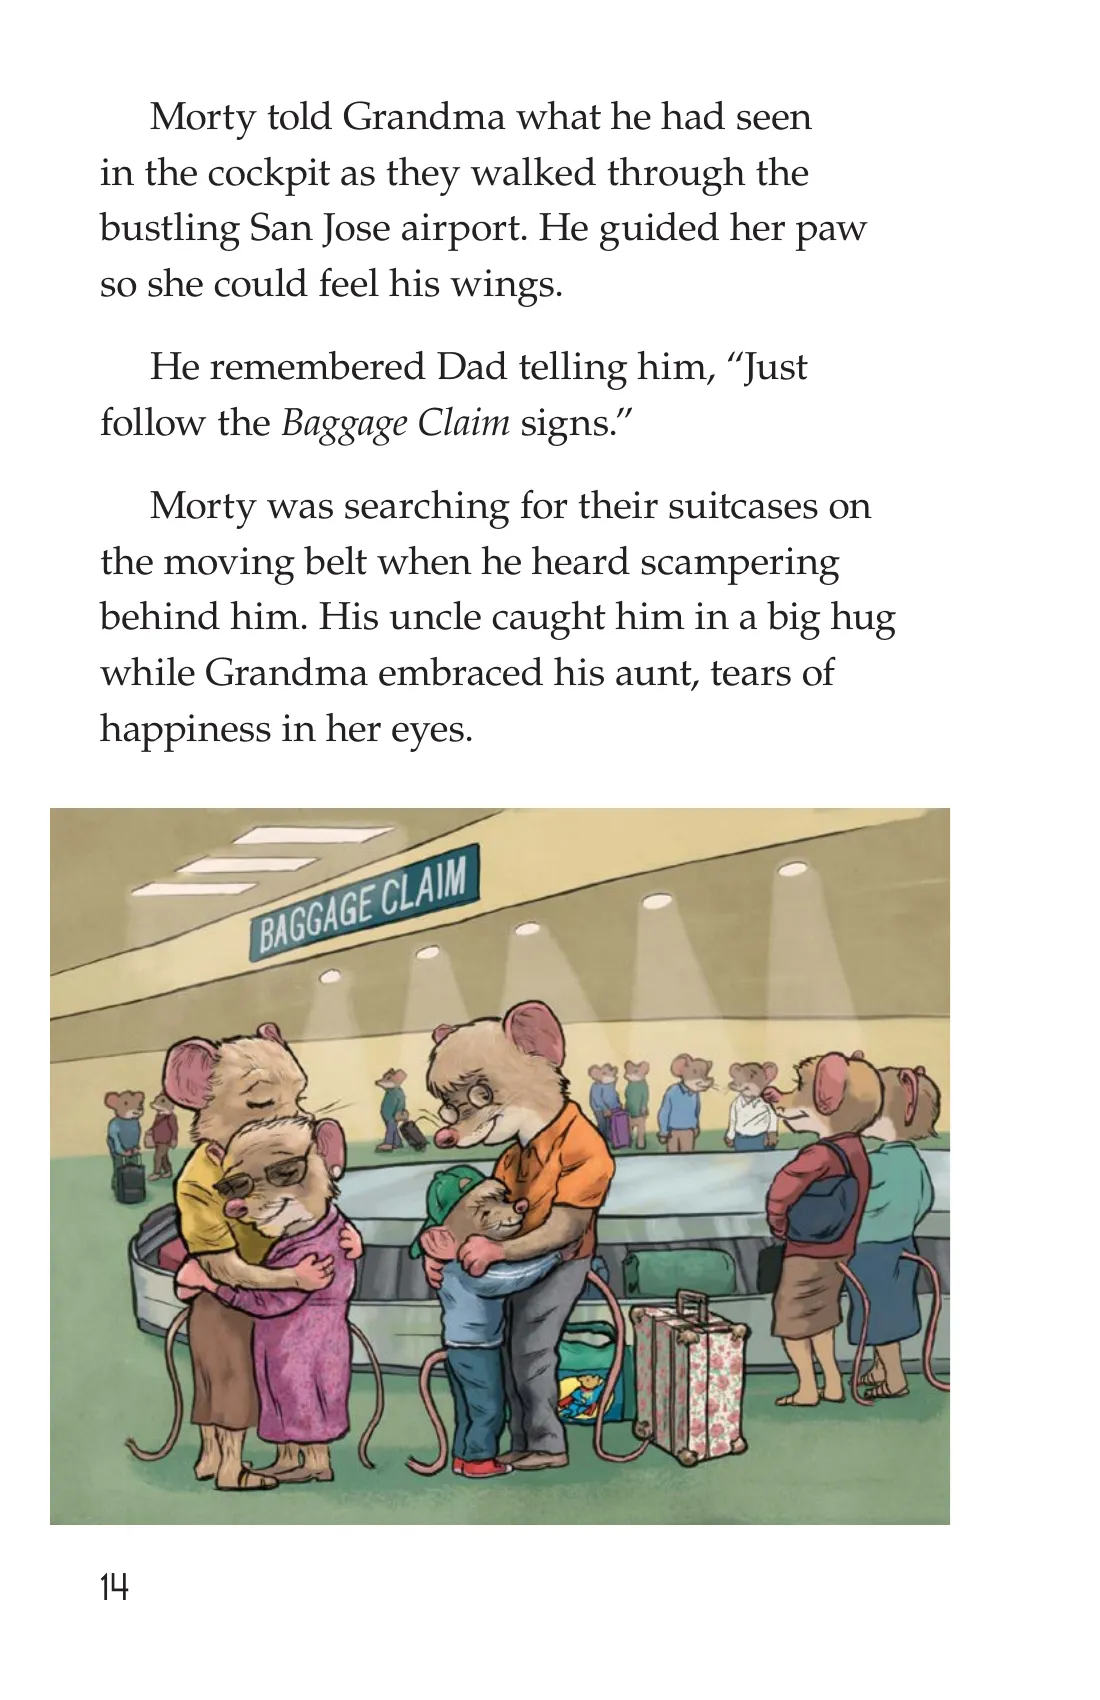 Morty told Grandma what he had seen
in the cockpit as they walked through the
bustling San Jose airport. He guided her paw
so she could feel his wings.
He remembered Dad telling him, “Just
follow the Baggage Claim signs.”
Morty was searching for their suitcases on
the moving belt when he heard scampering
behind him. His uncle caught him in a big hug
while Grandma embraced his aunt, tears of
happiness in her eyes.
BAGGAGE CLAIM
14